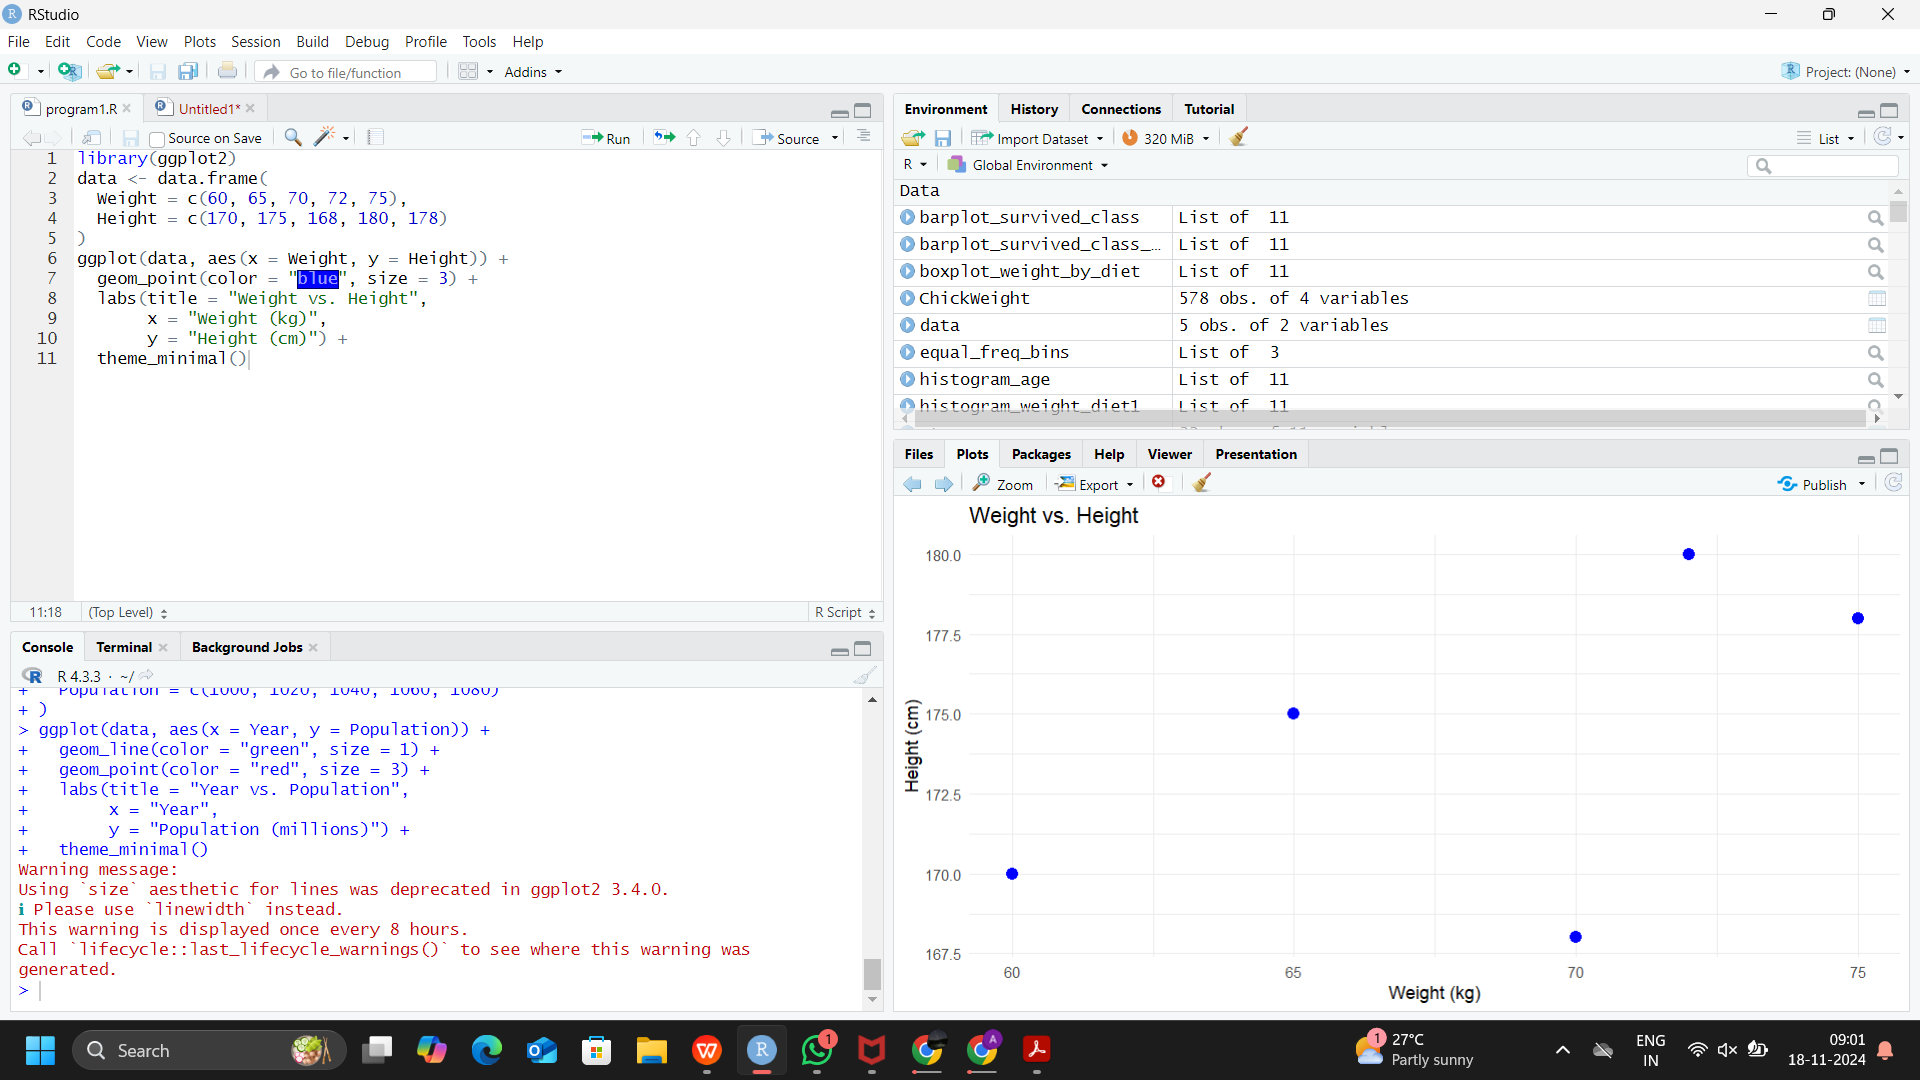 RStudio
File Edit Code View Plots Session Build Debug Profile Tools Help
Go to file/function Addins Project: (None)
program1.R Untitled1*
Source on Save Run Source
1 library(ggplot2)
2 data <- data.frame(
3 Weight = c(60, 65, 70, 72, 75),
4 Height = c(170, 175, 168, 180, 178)
5 )
6 ggplot(data, aes(x = Weight, y = Height)) +
7 geom_point(color = "blue", size = 3) +
8 labs(title = "Weight vs. Height",
9 x = "Weight (kg)",
10 y = "Height (cm)") +
11 theme_minimal()
11:18 (Top Level) R Script
Console Terminal Background Jobs
R 4.3.3 · ~/
+ Population = c(1000, 1020, 1040, 1060, 1080)
+ )
> ggplot(data, aes(x = Year, y = Population)) +
+ geom_line(color = "green", size = 1) +
+ geom_point(color = "red", size = 3) +
+ labs(title = "Year vs. Population",
+ x = "Year",
+ y = "Population (millions)") +
+ theme_minimal()
Warning message:
Using `size` aesthetic for lines was deprecated in ggplot2 3.4.0.
ℹ Please use `linewidth` instead.
This warning is displayed once every 8 hours.
Call `lifecycle::last_lifecycle_warnings()` to see where this warning was
generated.
>
Environment History Connections Tutorial
Import Dataset 320 MiB List
R Global Environment
Data
barplot_survived_class List of 11
barplot_survived_class_… List of 11
boxplot_weight_by_diet List of 11
ChickWeight 578 obs. of 4 variables
data 5 obs. of 2 variables
equal_freq_bins List of 3
histogram_age List of 11
histogram_weight_diet1 List of 11
Files Plots Packages Help Viewer Presentation
Zoom Export Publish
Weight vs. Height
180.0
177.5
175.0
172.5
170.0
167.5
Height (cm)
60 65 70 75
Weight (kg)
Search
1
1
A
27°C
Partly sunny
ENG
IN
09:01
18-11-2024